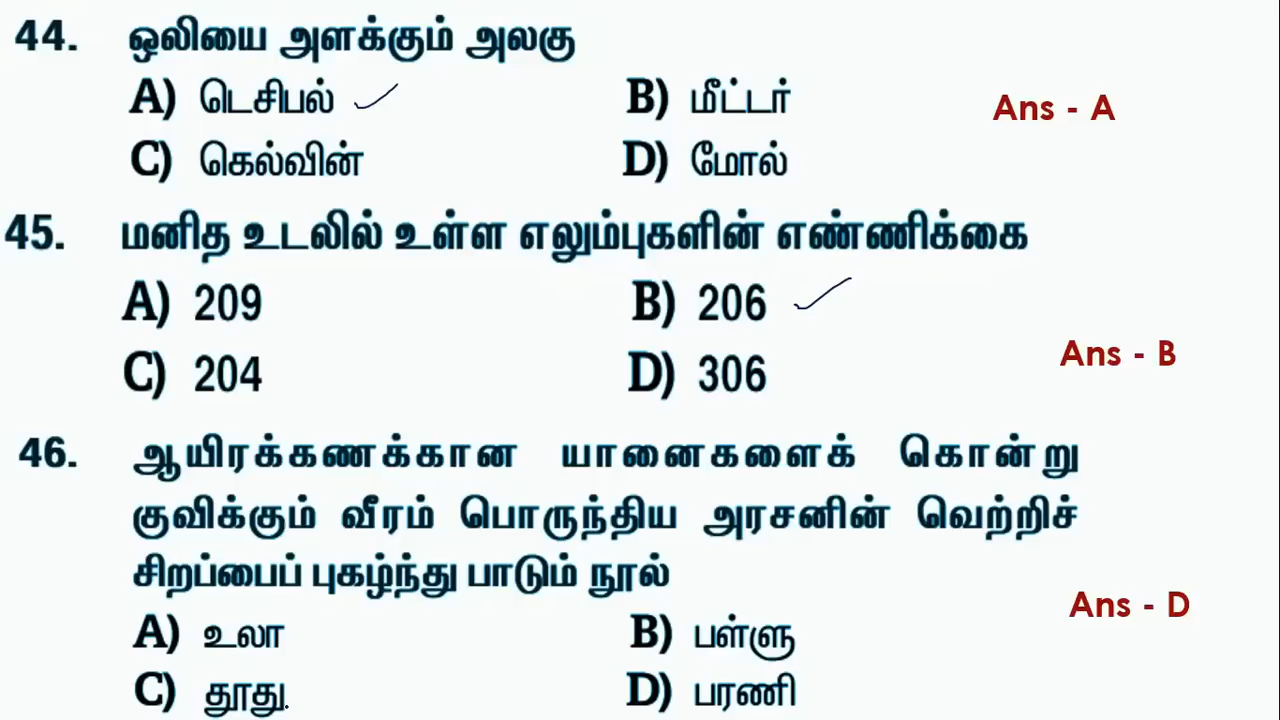 44. ஒலியை அளக்கும் அலகு
A) டெசிபல் B) மீட்டர்
Ans - A
C) கெல்வின் D) மோல்
45. மனித உடலில் உள்ள எலும்புகளின் எண்ணிக்கை
A) 209 B) 206
Ans - B
C) 204 D) 306
46. ஆயிரக்கணக்கான யானைகளைக் கொன்று
குவிக்கும் வீரம் பொருந்திய அரசனின் வெற்றிச்
சிறப்பைப் புகழ்ந்து பாடும் நூல்
Ans - D
A) உலா B) பள்ளு
C) தூது D) பரணி